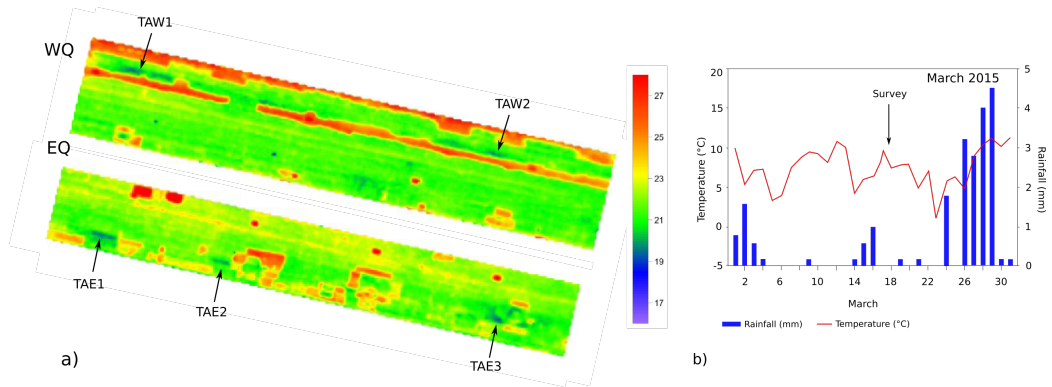 TAW1
WQ
TAW2
EQ
TAE1
TAE2
TAE3
27
25
23
21
19
17
a)
March 2015
Survey
Temperature (°C)
20
15
10
5
0
-5
5
4
3
2
1
0
Rainfall (mm)
2 6 10 14 18 22 26 30
March
Rainfall (mm) Temperature (°C)
b)